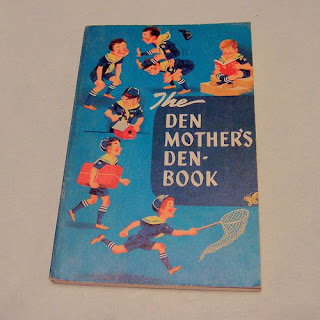 The
DEN
MOTHER'S
DEN-
BOOK